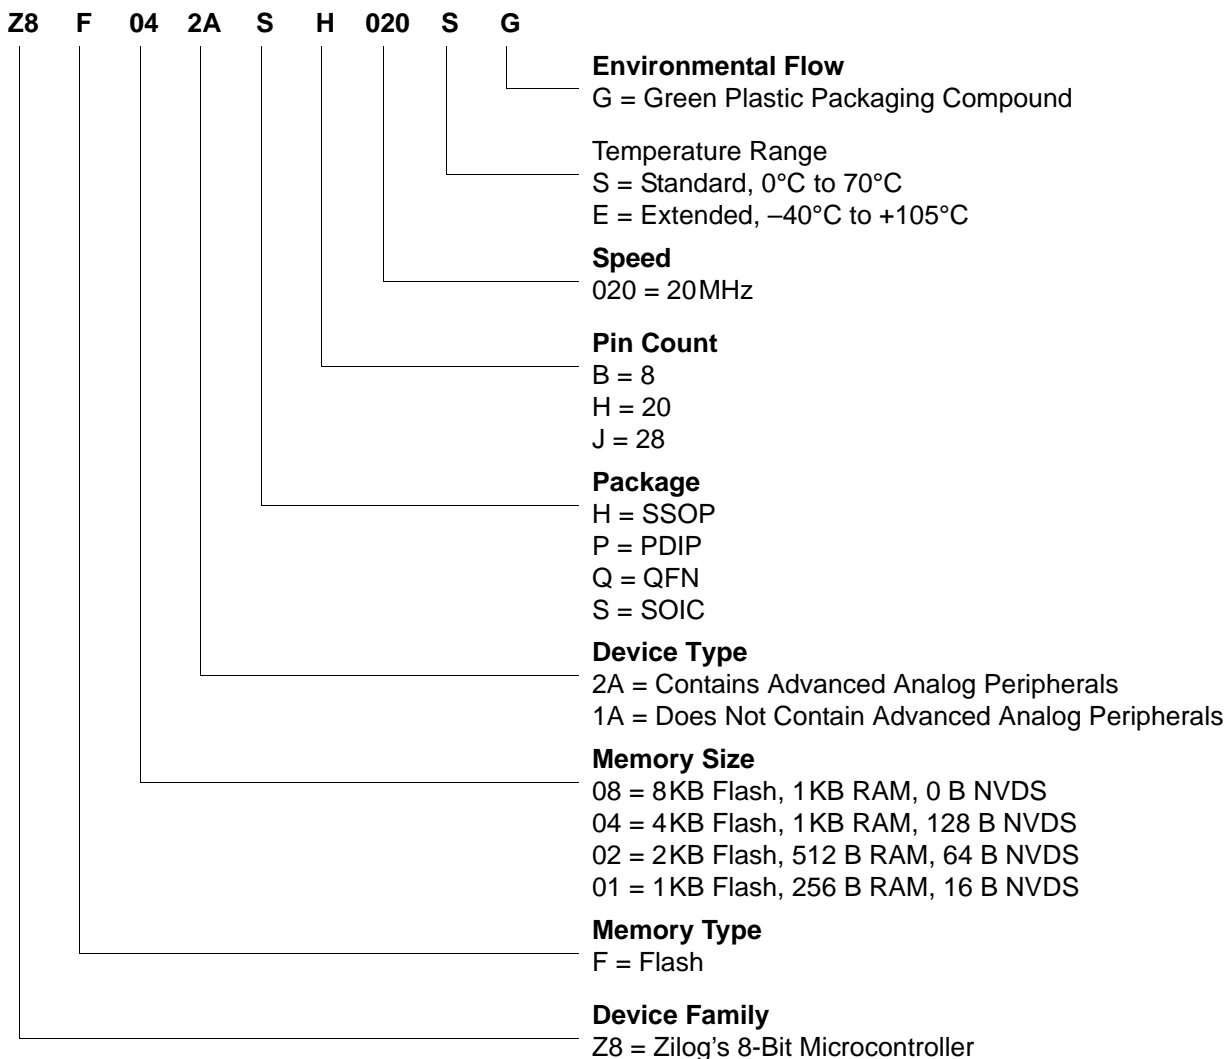 Z8 F 04 2A S H 020 S G
Environmental Flow
G = Green Plastic Packaging Compound
Temperature Range
S = Standard, 0°C to 70°C
E = Extended, –40°C to +105°C
Speed
020 = 20MHz
Pin Count
B = 8
H = 20
J = 28
Package
H = SSOP
P = PDIP
Q = QFN
S = SOIC
Device Type
2A = Contains Advanced Analog Peripherals
1A = Does Not Contain Advanced Analog Peripherals
Memory Size
08 = 8KB Flash, 1KB RAM, 0 B NVDS
04 = 4KB Flash, 1KB RAM, 128 B NVDS
02 = 2KB Flash, 512 B RAM, 64 B NVDS
01 = 1KB Flash, 256 B RAM, 16 B NVDS
Memory Type
F = Flash
Device Family
Z8 = Zilog's 8-Bit Microcontroller